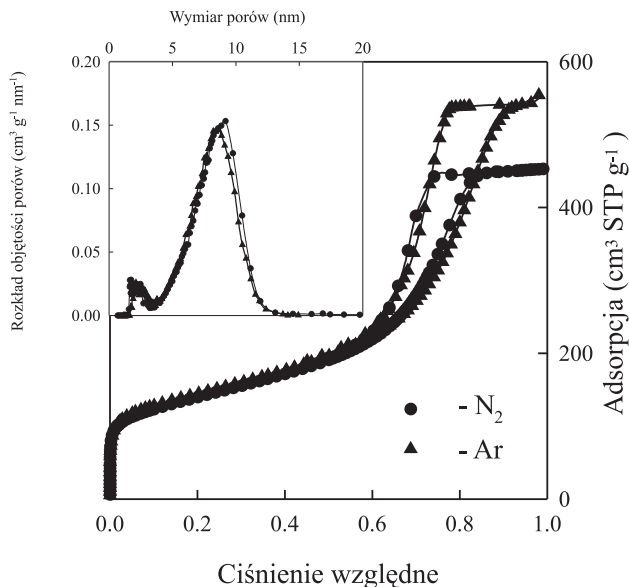 Wymiar porów (nm)
0 5 10 15 20
0.20
0.15
0.10
0.05
0.00
Rozkład objętości porów (cm³ g⁻¹ nm⁻¹)
600
400
200
0
Adsorpcja (cm³ STP g⁻¹)
- N₂
- Ar
0.0 0.2 0.4 0.6 0.8 1.0
Ciśnienie względne